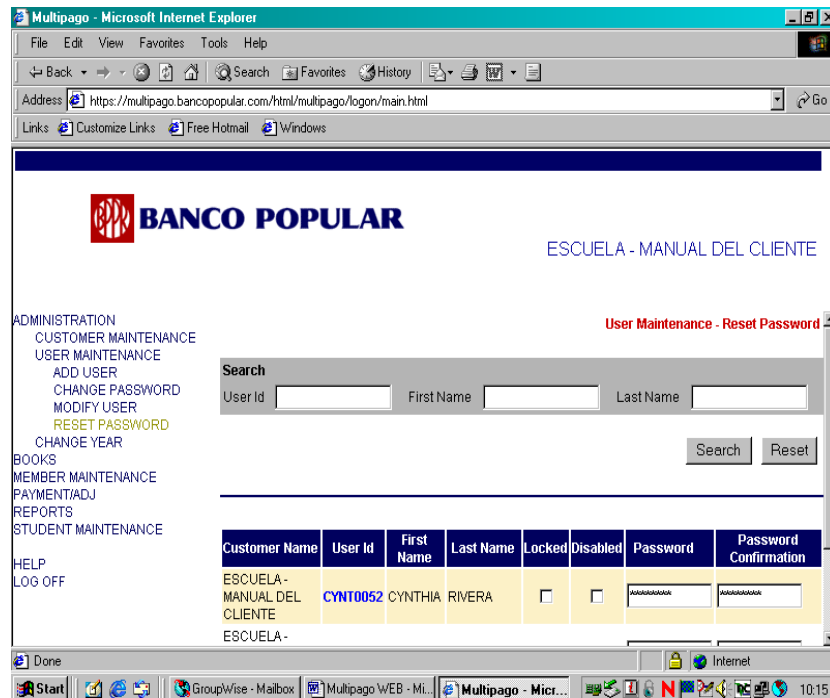 Multipago - Microsoft Internet Explorer
File Edit View Favorites Tools Help
Back Search Favorites History
Address https://multipago.bancopopular.com/html/multipago/logon/main.html Go
Links Customize Links Free Hotmail Windows
BANCO POPULAR
ESCUELA - MANUAL DEL CLIENTE
ADMINISTRATION
CUSTOMER MAINTENANCE
USER MAINTENANCE
ADD USER
CHANGE PASSWORD
MODIFY USER
RESET PASSWORD
CHANGE YEAR
BOOKS
MEMBER MAINTENANCE
PAYMENT/ADJ
REPORTS
STUDENT MAINTENANCE
HELP
LOG OFF
User Maintenance - Reset Password
Search
User Id First Name Last Name
Search Reset
Customer Name User Id First Name Last Name Locked Disabled Password Password Confirmation
ESCUELA -
MANUAL DEL
CLIENTE
CYNT0052 CYNTHIA RIVERA ********* *********
ESCUELA -
Done Internet
Start GroupWise - Mailbox Multipago WEB - Mi... Multipago - Micr... 10:15